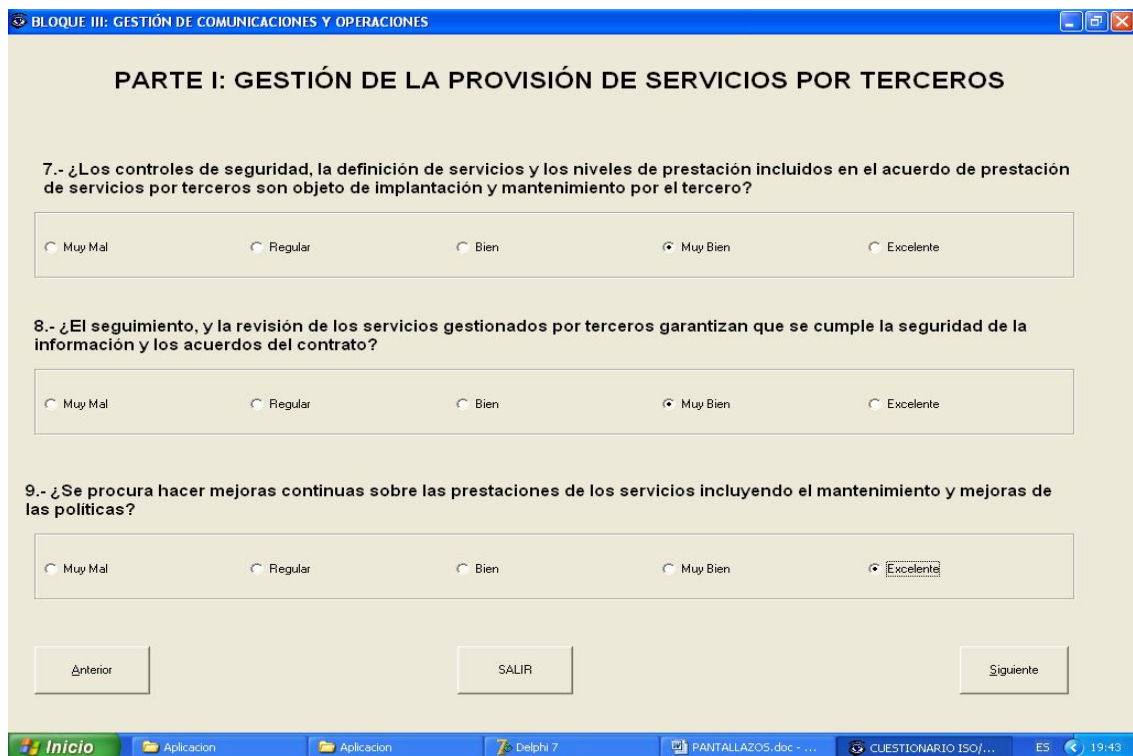 BLOQUE III: GESTIÓN DE COMUNICACIONES Y OPERACIONES
PARTE I: GESTIÓN DE LA PROVISIÓN DE SERVICIOS POR TERCEROS
7.- ¿Los controles de seguridad, la definición de servicios y los niveles de prestación incluidos en el acuerdo de prestación
de servicios por terceros son objeto de implantación y mantenimiento por el tercero?
Muy Mal Regular Bien Muy Bien Excelente
8.- ¿El seguimiento, y la revisión de los servicios gestionados por terceros garantizan que se cumple la seguridad de la
información y los acuerdos del contrato?
Muy Mal Regular Bien Muy Bien Excelente
9.- ¿Se procura hacer mejoras continuas sobre las prestaciones de los servicios incluyendo el mantenimiento y mejoras de
las políticas?
Muy Mal Regular Bien Muy Bien Excelente
Anterior SALIR Siguiente
Inicio Aplicacion Aplicacion Delphi 7 PANTALLAZOS.doc - ... CUESTIONARIO ISO/... ES 19:43